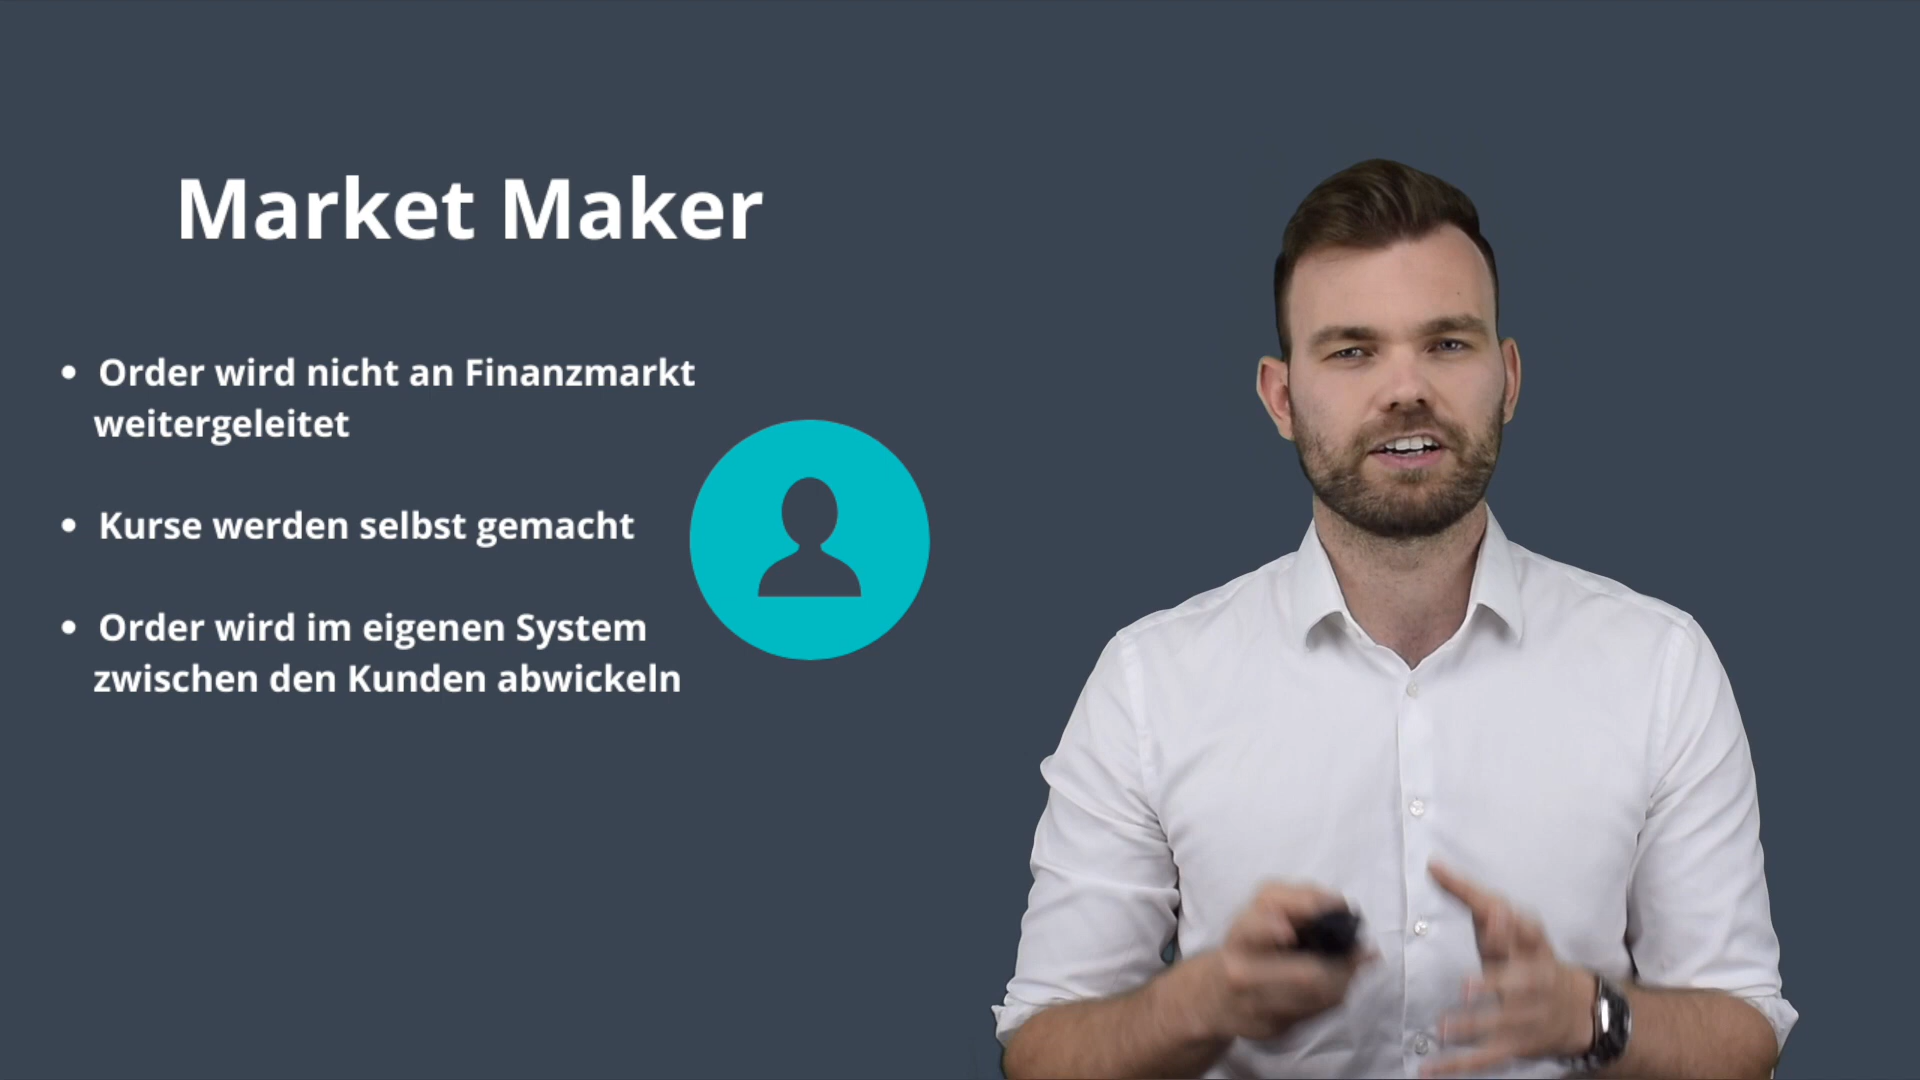 Market Maker
• Order wird nicht an Finanzmarkt
weitergeleitet
• Kurse werden selbst gemacht
• Order wird im eigenen System
zwischen den Kunden abwickeln